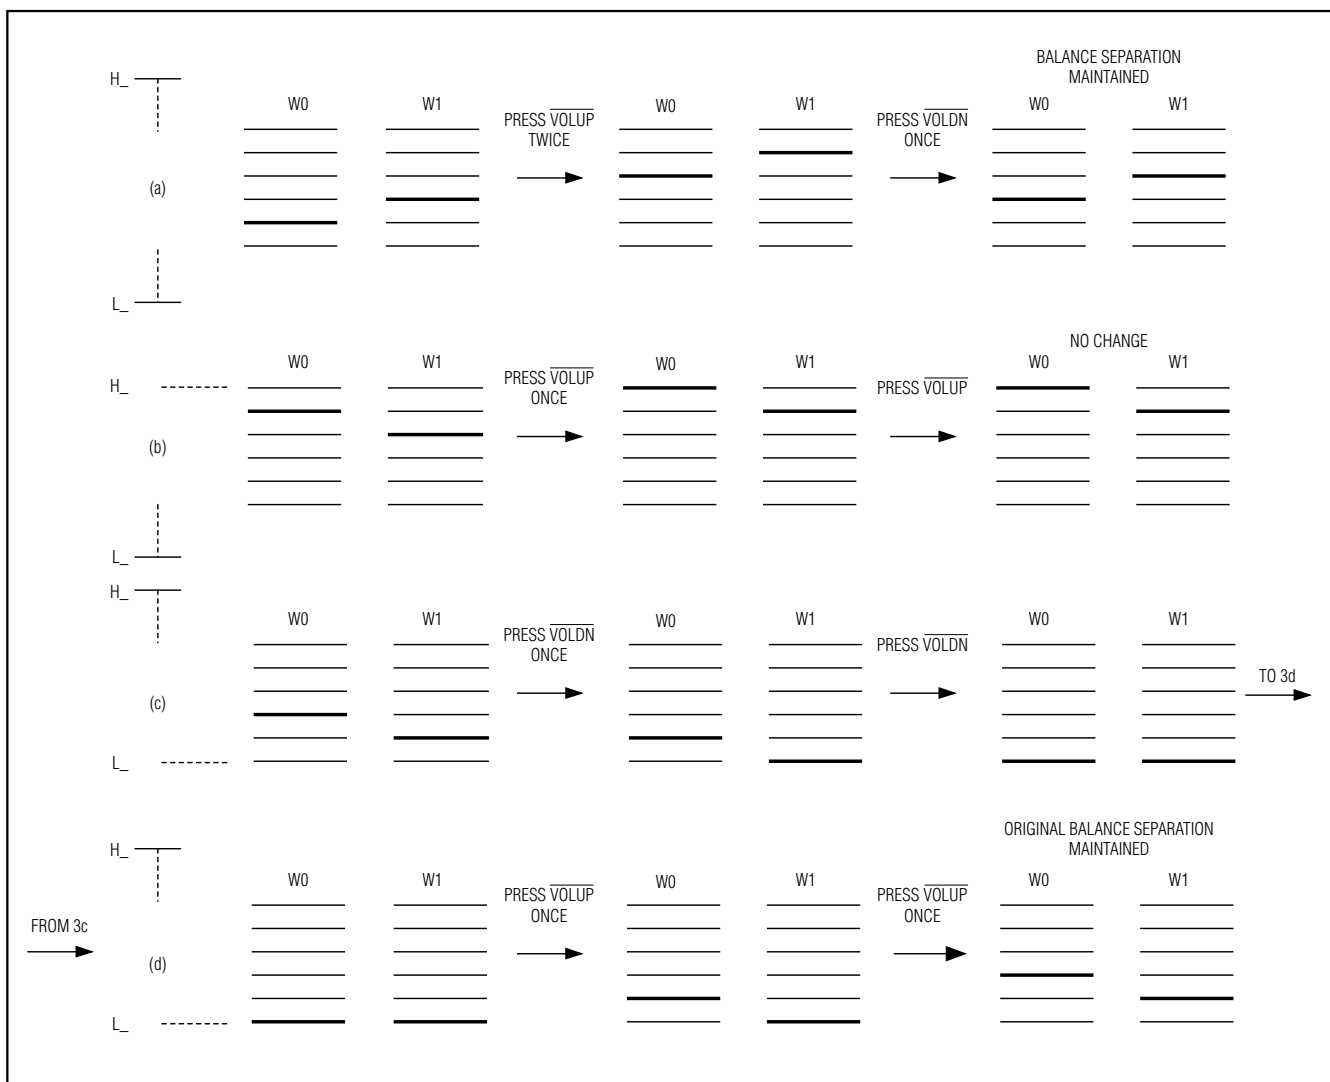 BALANCE SEPARATION
MAINTAINED
H_
W0 W1 W0 W1 W0 W1
PRESS VOLUP
TWICE
PRESS VOLDN
ONCE
(a)
L_
NO CHANGE
W0 W1 W0 W1 W0 W1
H_
PRESS VOLUP
ONCE
PRESS VOLUP
(b)
L_
H_
W0 W1 W0 W1 W0 W1
PRESS VOLDN
ONCE
PRESS VOLDN
(c)
TO 3d
L_
ORIGINAL BALANCE SEPARATION
MAINTAINED
H_
W0 W1 W0 W1 W0 W1
PRESS VOLUP
ONCE
PRESS VOLUP
ONCE
FROM 3c
(d)
L_